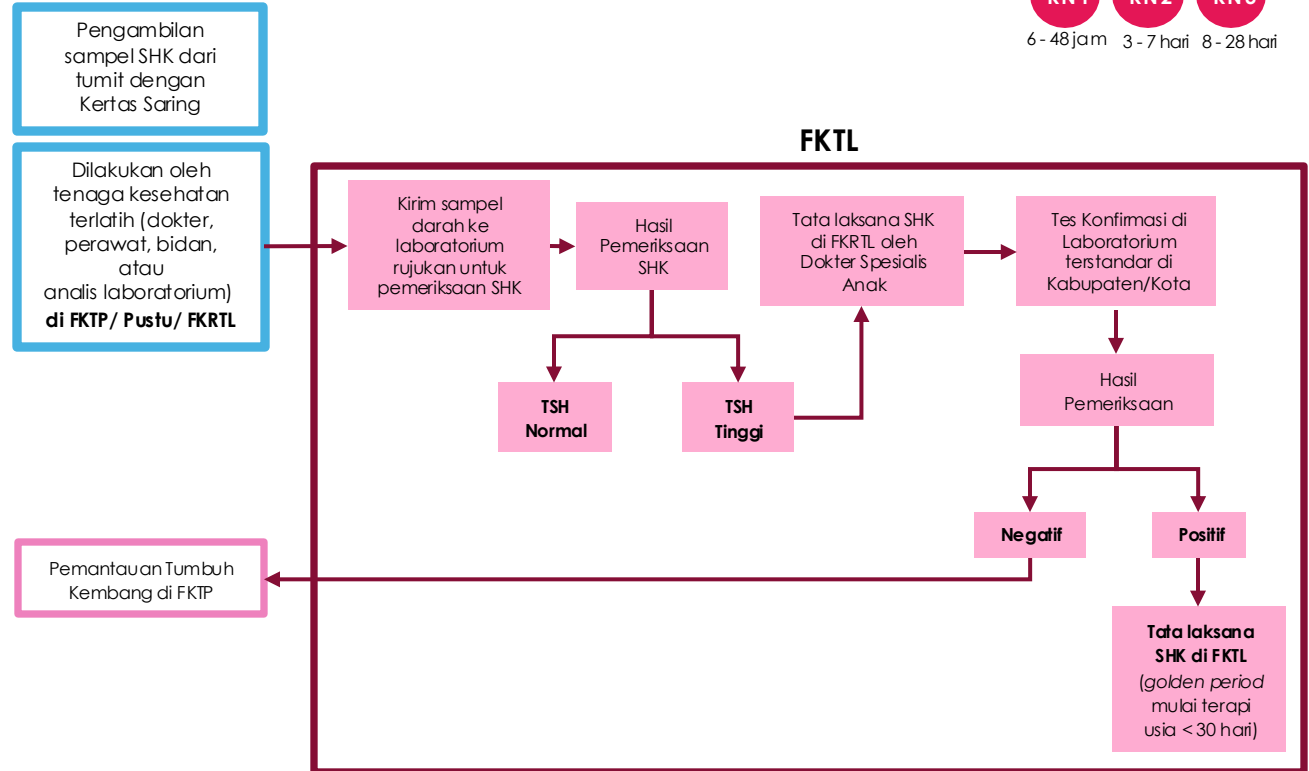 KN1 KN2 KN3
6 - 48 jam 3 - 7 hari 8 - 28 hari
Pengambilan
sampel SHK dari
tumit dengan
Kertas Saring
Dilakukan oleh
tenaga kesehatan
terlatih (dokter,
perawat, bidan,
atau
analis laboratorium)
di FKTP/ Pustu/ FKRTL
FKTL
Kirim sampel
darah ke
laboratorium
rujukan untuk
pemeriksaan SHK
Hasil
Pemeriksaan
SHK
TSH
Normal
TSH
Tinggi
Tata laksana SHK
di FKRTL oleh
Dokter Spesialis
Anak
Tes Konfirmasi di
Laboratorium
terstandar di
Kabupaten/Kota
Hasil
Pemeriksaan
Negatif
Positif
Pemantauan Tumbuh
Kembang di FKTP
Tata laksana
SHK di FKTL
(golden period
mulai terapi
usia < 30 hari)